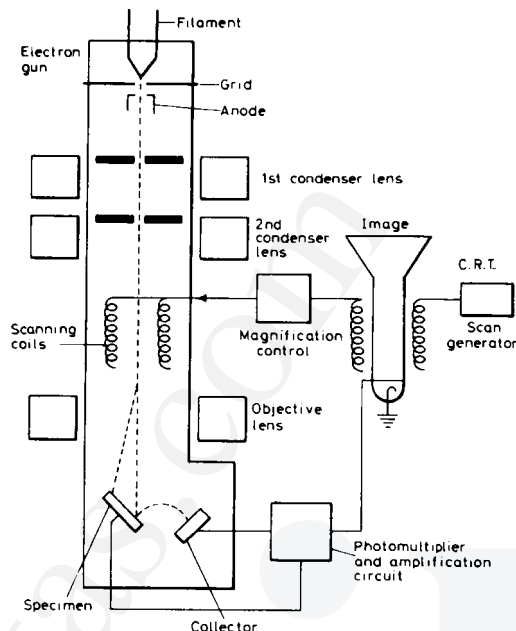 Filament
Electron
gun
Grid
Anode
1st condenser lens
2nd
condenser
lens
Image
C.R.T.
Scanning
coils
Magnification
control
Scan
generator
Objective
lens
Photomultiplier
and amplification
circuit
Specimen
Collector